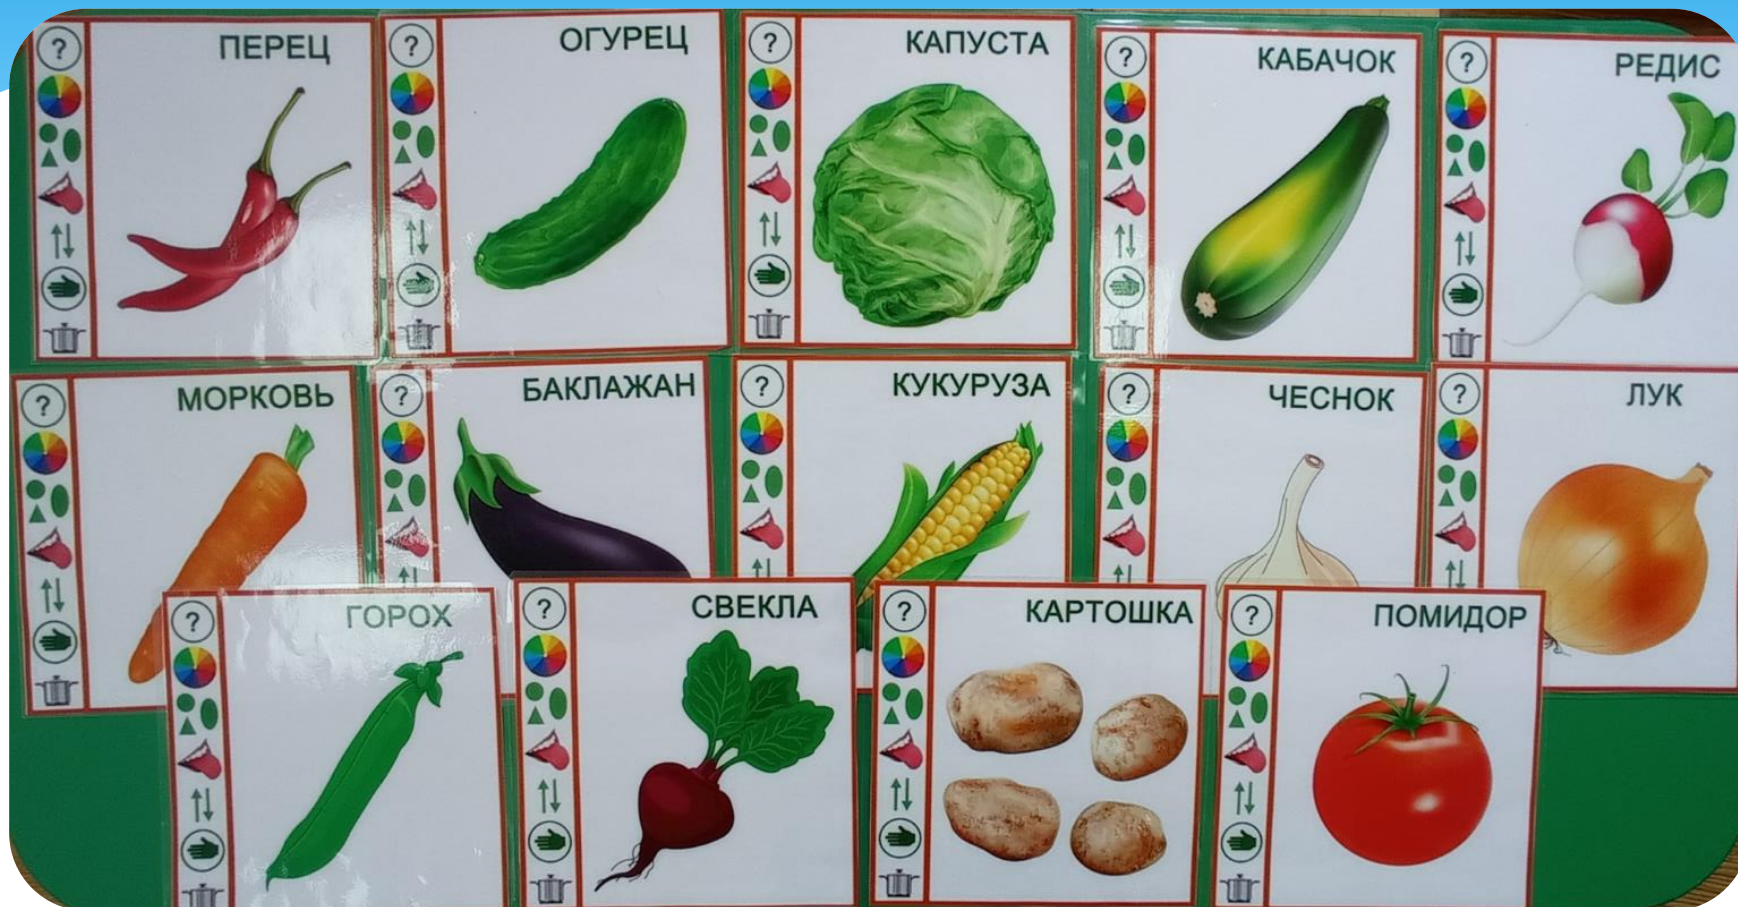 ПЕРЕЦ
ОГУРЕЦ
КАПУСТА
КАБАЧОК
РЕДИС
МОРКОВЬ
БАКЛАЖАН
КУКУРУЗА
ЧЕСНОК
ЛУК
ГОРОХ
СВЕКЛА
КАРТОШКА
ПОМИДОР